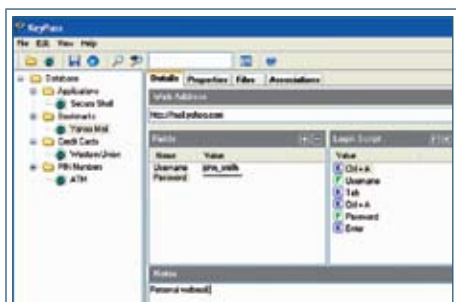 KeyPass
File Edit View Help
Database
Applications
Secure Shell
Bookmarks
Yahoo Mail
Credit Cards
Western Union
PIN Numbers
ATM
Details Properties Files Associations
Web Address
http://mail.yahoo.com
Fields
Name Value
Username
Password
Login Script
Value
Ctrl+A
Username
Tab
Ctrl+A
Password
Enter
Notes
Personal webmail